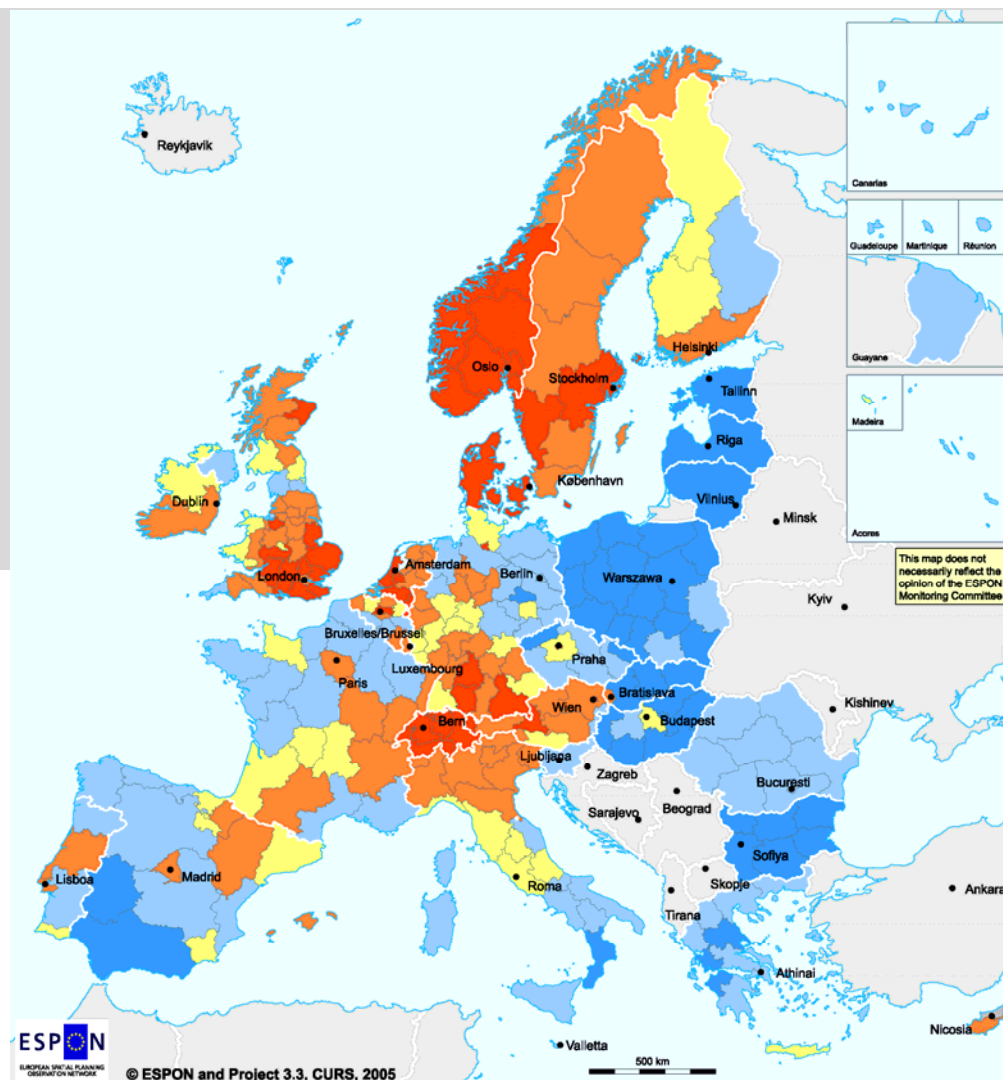 Reykjavik
Canarias
Guadeloupe
Martinique
Réunion
Guayane
Helsinki
Oslo
Stockholm
Tallinn
Madeira
Riga
København
Dublin
Vilnius
Minsk
Acores
This map does not
necessarily reflect the
opinion of the ESPON
Monitoring Committee
Amsterdam
Berlin
Warszawa
London
Kyiv
Bruxelles/Brussel
Praha
Luxembourg
Paris
Wien
Bratislava
Kishinev
Bern
Budapest
Ljubljana
Zagreb
Bucuresti
Sarajevo
Beograd
Sofiya
Skopje
Lisboa
Madrid
Roma
Tirana
Ankara
Athinai
Nicosia
Valletta
500 km
ESPON
EUROPEAN SPATIAL PLANNING
OBSERVATION NETWORK
© ESPON and Project 3.3, CURS, 2005